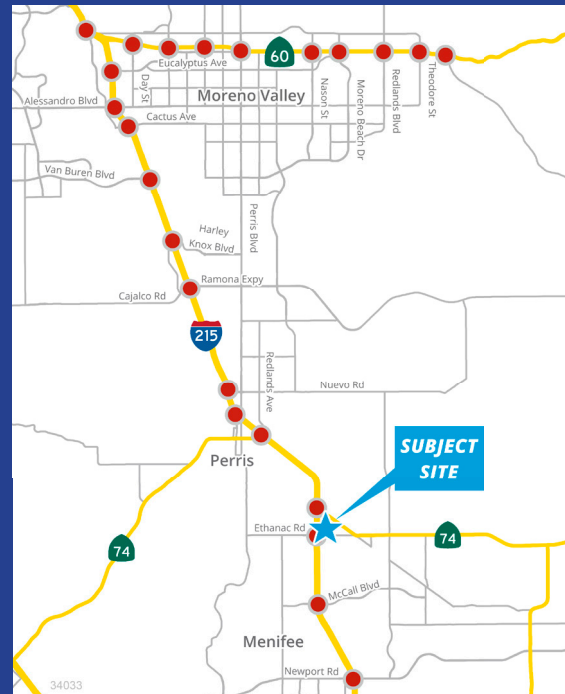 60
Eucalyptus Ave
Day St
Moreno Valley
Nason St
Moreno Beach Dr
Redlands Blvd
Theodore St
Alessandro Blvd
Cactus Ave
Van Buren Blvd
Perris Blvd
Harley
Knox Blvd
Ramona Expy
Cajalco Rd
215
Redlands Ave
Nuevo Rd
SUBJECT
SITE
Perris
Ethanac Rd
74
74
McCall Blvd
Menifee
Newport Rd
34033